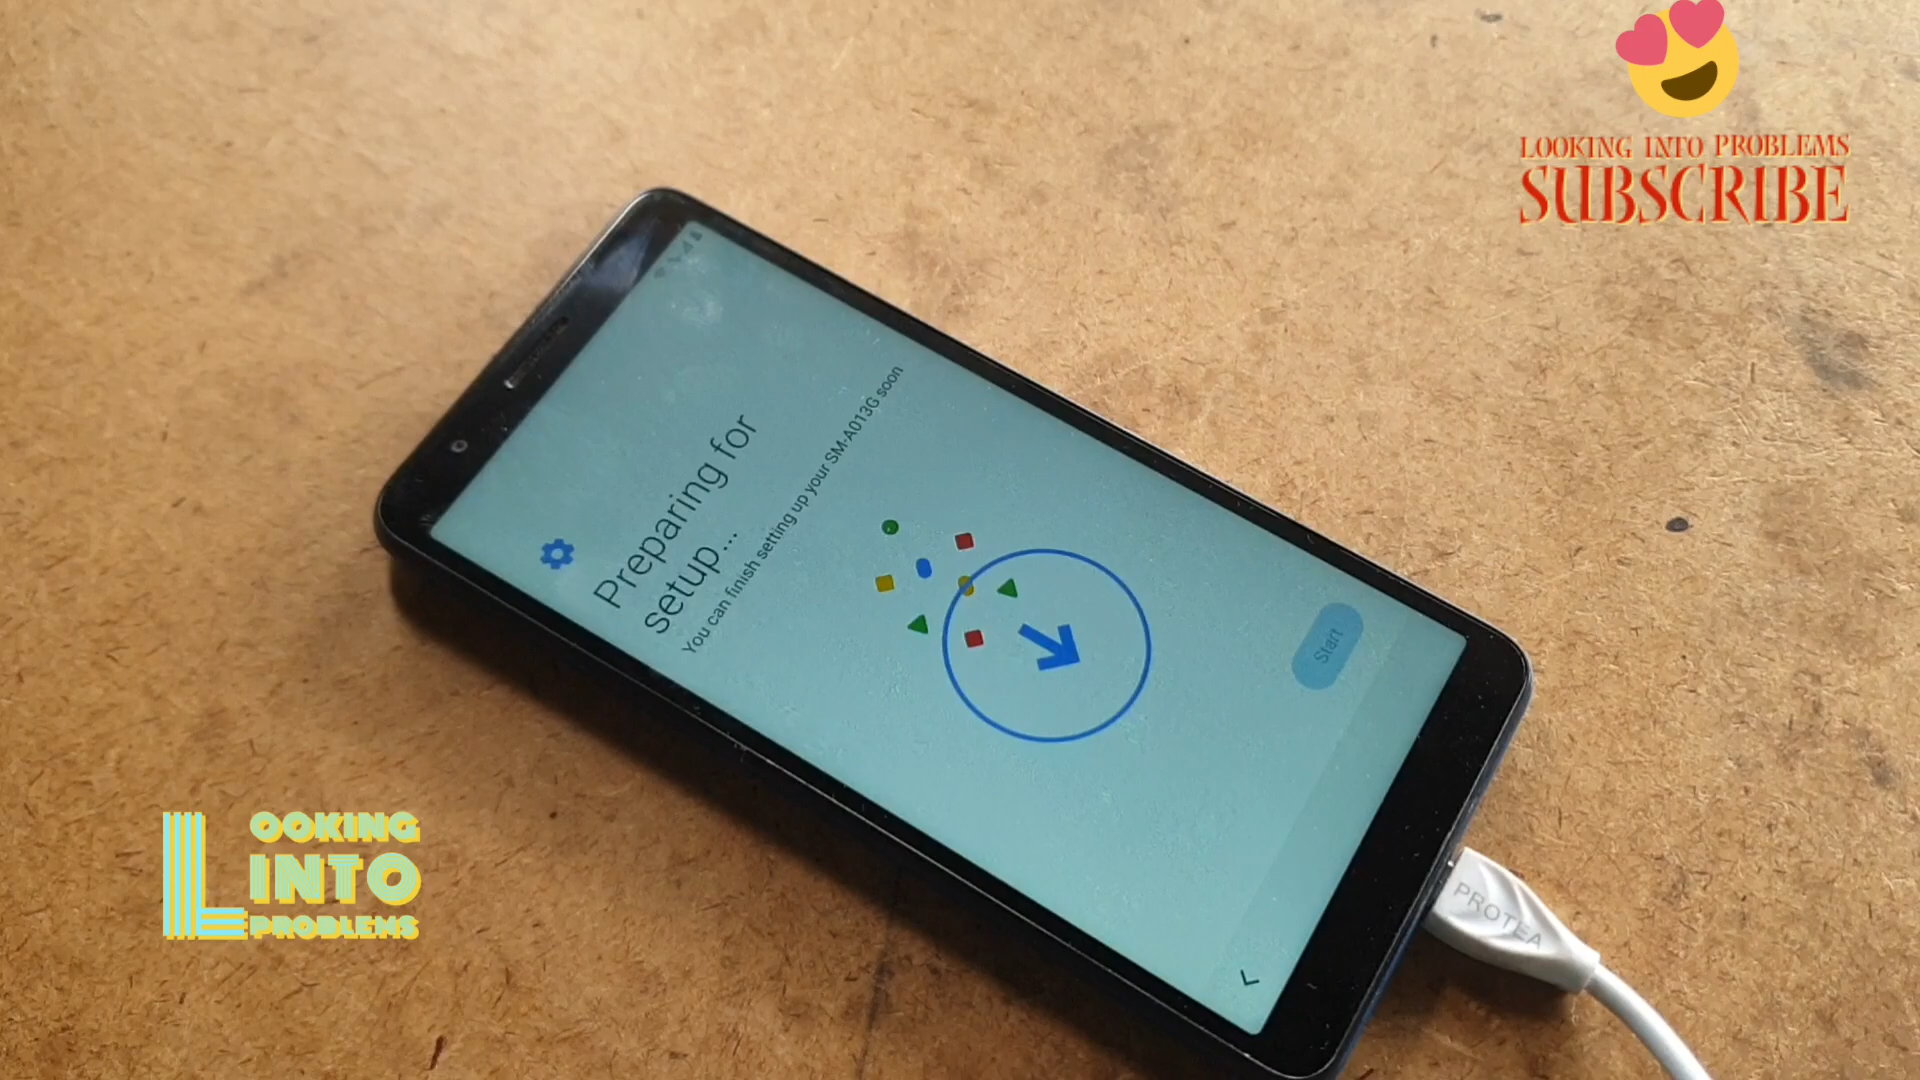 LOOKING INTO PROBLEMS
SUBSCRIBE
Preparing for
setup ...
You can finish setting up your SM-A013G soon
Start
PROTEA
LOOKING
INTO
PROBLEMS